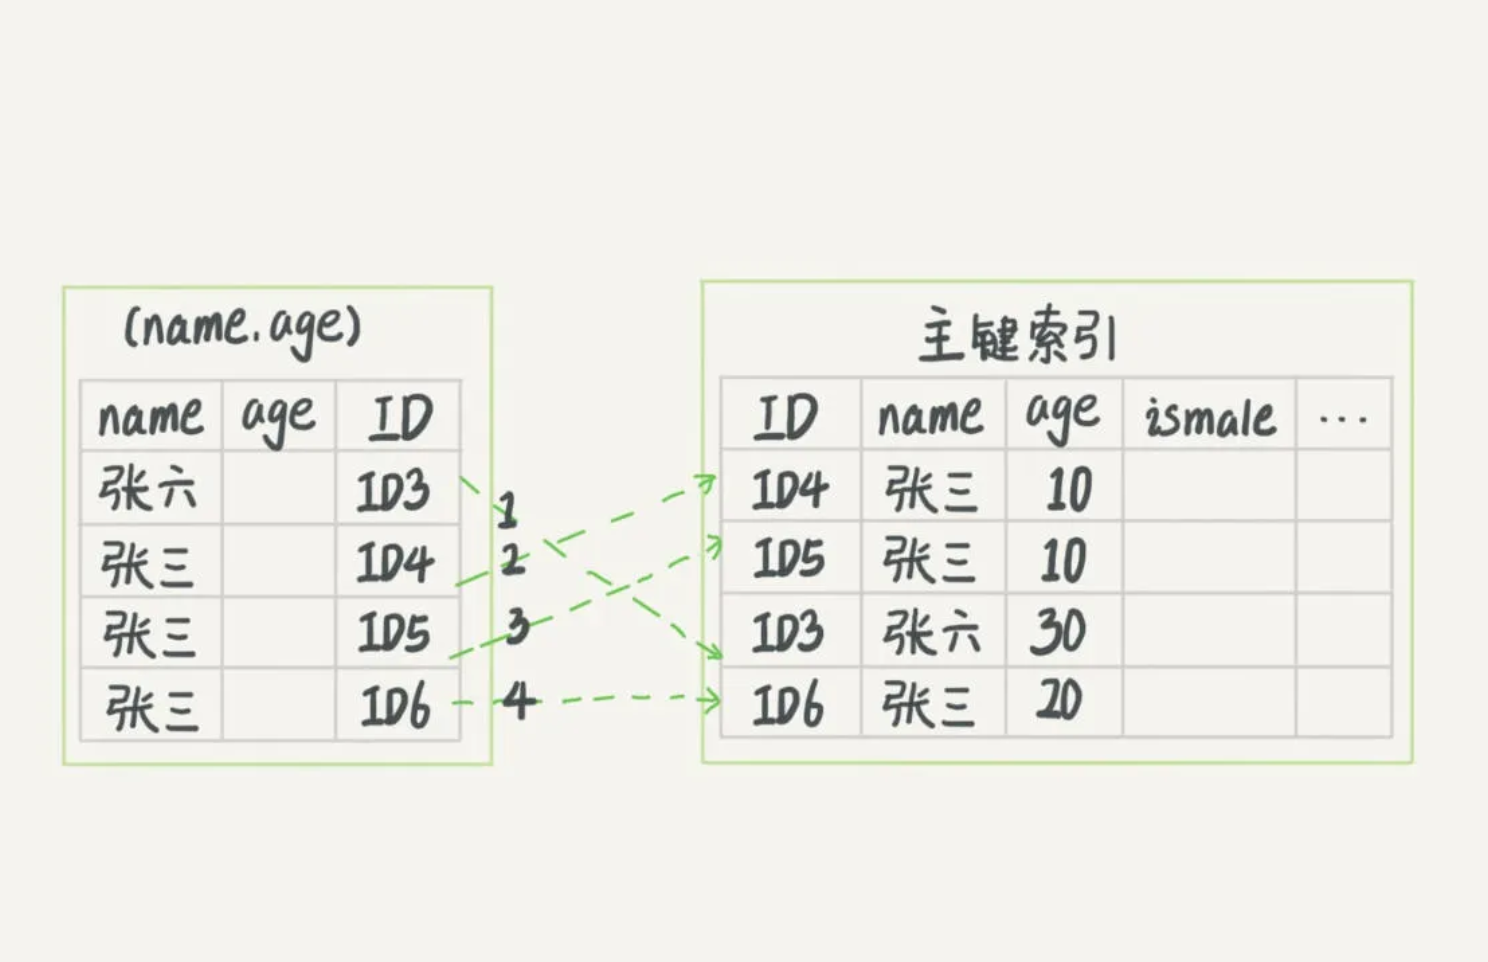 (name.age)
name age ID
张六 ID3
张三 ID4
张三 ID5
张三 ID6
1
2
3
4
主键索引
ID name age ismale ...
ID4 张三 10
ID5 张三 10
ID3 张六 30
ID6 张三 20